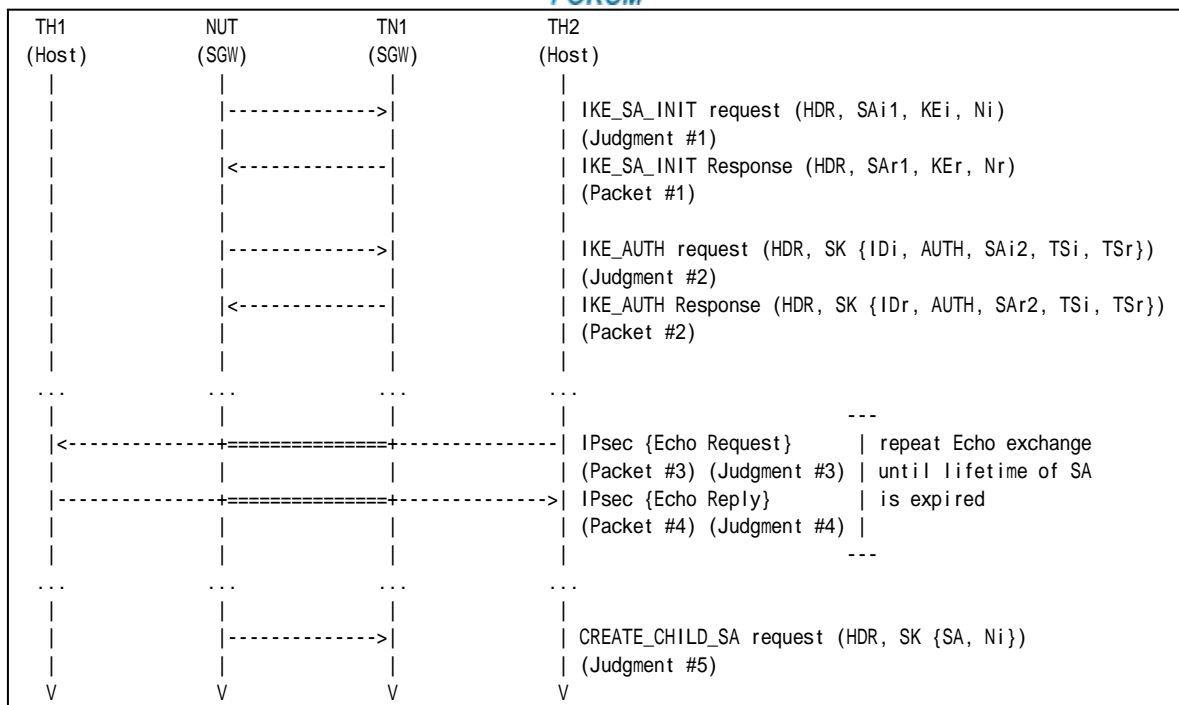 FORUM
TH1 NUT TN1 TH2
(Host) (SGW) (SGW) (Host)
| | | |
| |-------------->| | IKE_SA_INIT request (HDR, SAi1, KEi, Ni)
| | | | (Judgment #1)
| |<--------------| | IKE_SA_INIT Response (HDR, SAr1, KEr, Nr)
| | | | (Packet #1)
| | | |
| |-------------->| | IKE_AUTH request (HDR, SK {IDi, AUTH, SAi2, TSi, TSr})
| | | | (Judgment #2)
| |<--------------| | IKE_AUTH Response (HDR, SK {IDr, AUTH, SAr2, TSi, TSr})
| | | | (Packet #2)
| | | |
... ... ... ...
| | | | ---
|<--------------+===============+--------------| IPsec {Echo Request} | repeat Echo exchange
| | | | (Packet #3) (Judgment #3) | until lifetime of SA
|---------------+===============+------------->| IPsec {Echo Reply} | is expired
| | | | (Packet #4) (Judgment #4) |
| | | | ---
... ... ... ...
| | | |
| |-------------->| | CREATE_CHILD_SA request (HDR, SK {SA, Ni})
| | | | (Judgment #5)
V V V V